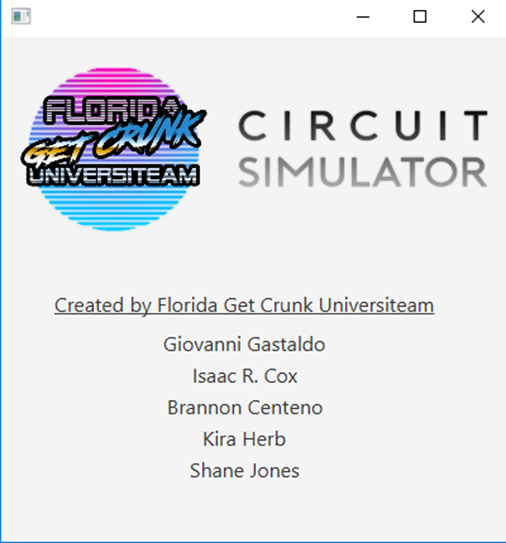 FLORIDA
GET CRUNK
UNIVERSITEAM
CIRCUIT
SIMULATOR
Created by Florida Get Crunk Universiteam
Giovanni Gastaldo
Isaac R. Cox
Brannon Centeno
Kira Herb
Shane Jones